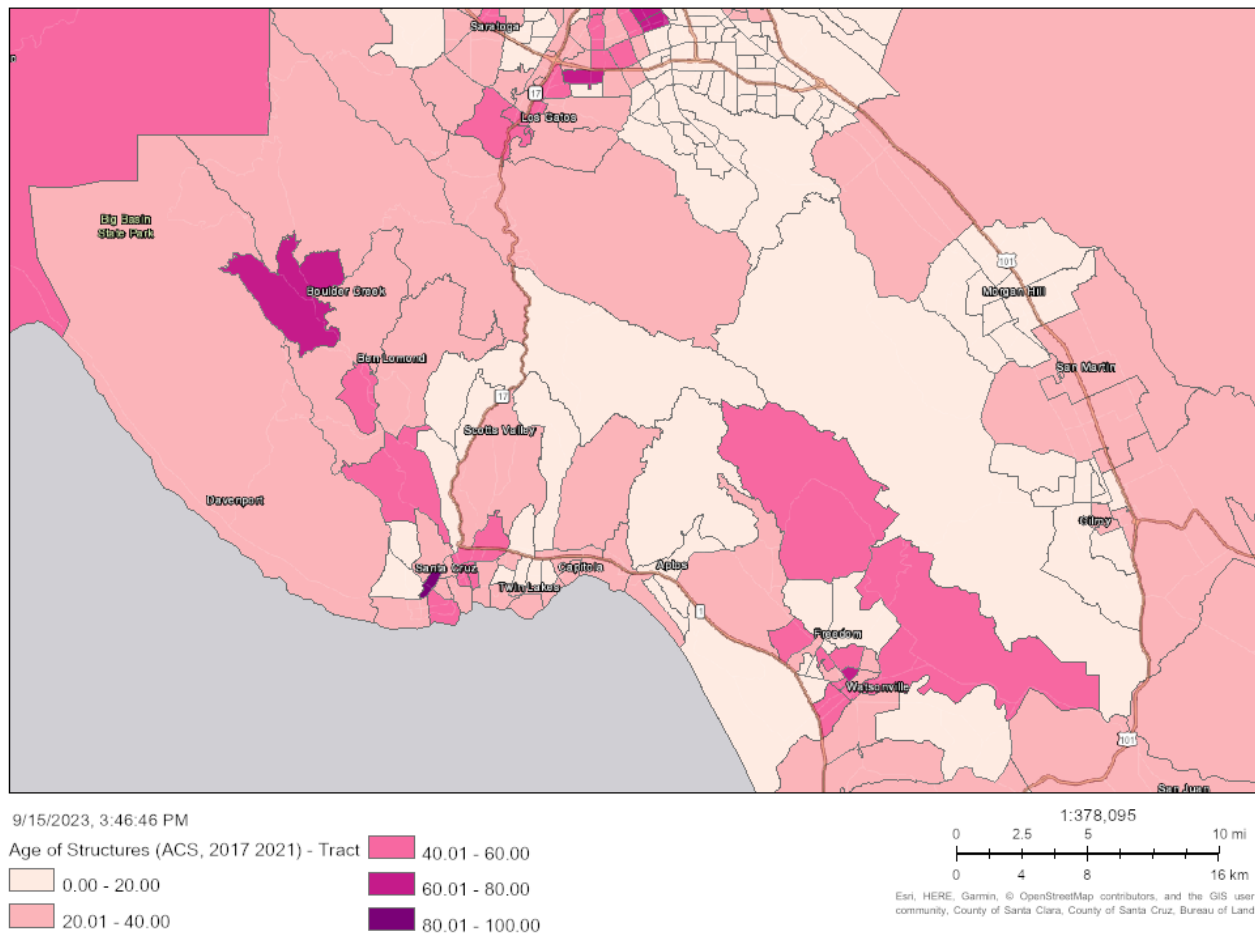 Saratoga
17
Los Gatos
n
Big Basin
State Park
Boulder Creek
101
Morgan Hill
Ben Lomond
San Martin
17
Scotts Valley
Davenport
Gilroy
Santa Cruz
Capitola
Aptos
Twin Lakes
1
Freedom
Watsonville
101
San Juan
9/15/2023, 3:46:46 PM
Age of Structures (ACS, 2017 2021) - Tract
0.00 - 20.00
20.01 - 40.00
40.01 - 60.00
60.01 - 80.00
80.01 - 100.00
1:378,095
0 2.5 5 10 mi
0 4 8 16 km
Esri, HERE, Garmin, © OpenStreetMap contributors, and the GIS user
community, County of Santa Clara, County of Santa Cruz, Bureau of Land